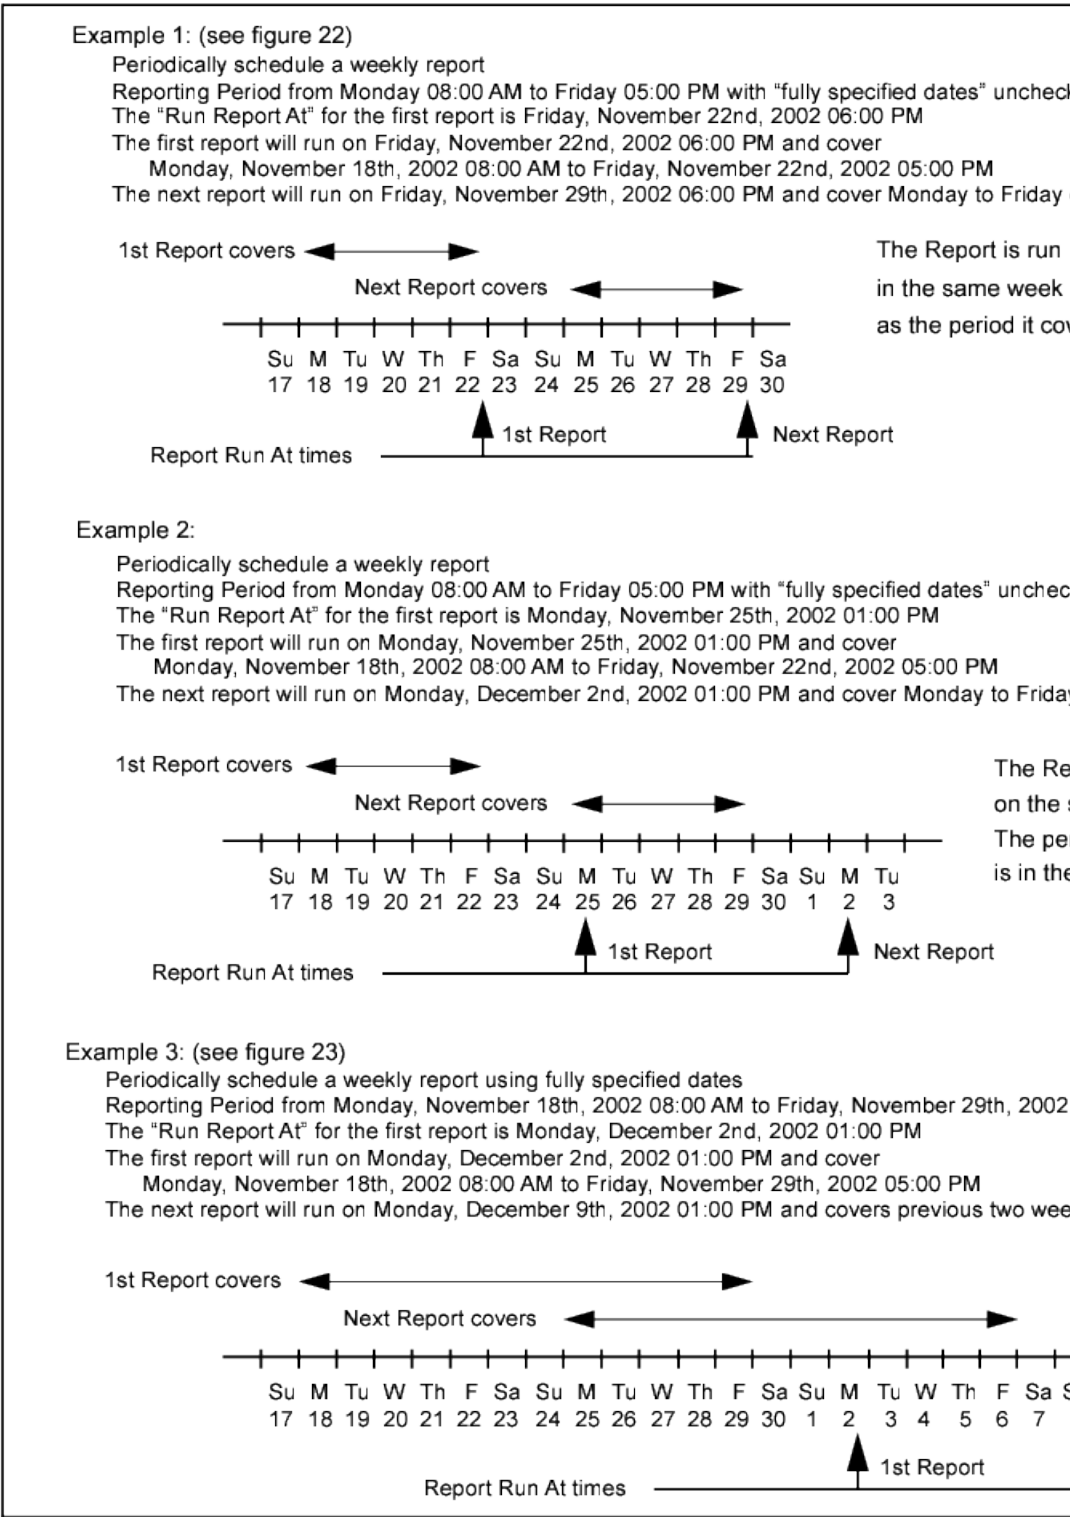 Example 1: (see figure 22)
Periodically schedule a weekly report
Reporting Period from Monday 08:00 AM to Friday 05:00 PM with “fully specified dates”
The “Run Report At” for the first report is Friday, November 22nd, 2002 06:00 PM
The first report will run on Friday, November 22nd, 2002 06:00 PM and cover
Monday, November 18th, 2002 08:00 AM to Friday, November 22nd, 2002 05:00 PM
The next report will run on Friday, November 29th, 2002 06:00 PM and cover Monday to Friday
1st Report covers
The Report is run
Next Report covers
in the same week
as the period it
Su M Tu W Th F Sa Su M Tu W Th F Sa
17 18 19 20 21 22 23 24 25 26 27 28 29 30
1st Report
Next Report
Report Run At times
Example 2:
Periodically schedule a weekly report
Reporting Period from Monday 08:00 AM to Friday 05:00 PM with “fully specified dates”
The “Run Report At” for the first report is Monday, November 25th, 2002 01:00 PM
The first report will run on Monday, November 25th, 2002 01:00 PM and cover
Monday, November 18th, 2002 08:00 AM to Friday, November 22nd, 2002 05:00 PM
The next report will run on Monday, December 2nd, 2002 01:00 PM and cover Monday to Friday
1st Report covers
The
Next Report covers
on the
The
is in the
Su M Tu W Th F Sa Su M Tu W Th F Sa Su M Tu
17 18 19 20 21 22 23 24 25 26 27 28 29 30 1 2 3
1st Report
Next Report
Report Run At times
Example 3: (see figure 23)
Periodically schedule a weekly report using fully specified dates
Reporting Period from Monday, November 18th, 2002 08:00 AM to Friday, November 29th, 2002
The “Run Report At” for the first report is Monday, December 2nd, 2002 01:00 PM
The first report will run on Monday, December 2nd, 2002 01:00 PM and cover
Monday, November 18th, 2002 08:00 AM to Friday, November 29th, 2002 05:00 PM
The next report will run on Monday, December 9th, 2002 01:00 PM and covers previous two
1st Report covers
Next Report covers
Su M Tu W Th F Sa Su M Tu W Th F Sa Su M Tu W Th F Sa
17 18 19 20 21 22 23 24 25 26 27 28 29 30 1 2 3 4 5 6 7
1st Report
Report Run At times